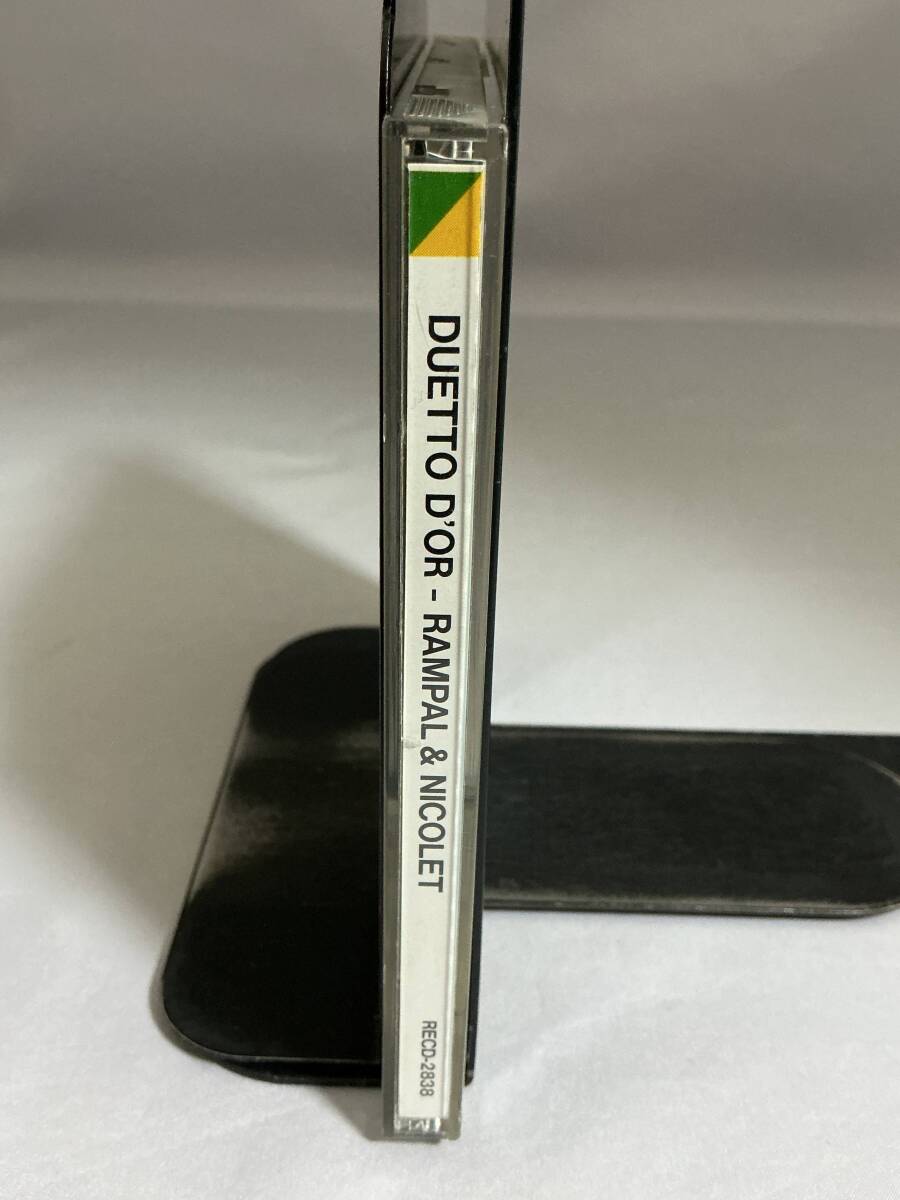 DUETTO D'OR - RAMPAL & NICOLET
RECD-2838